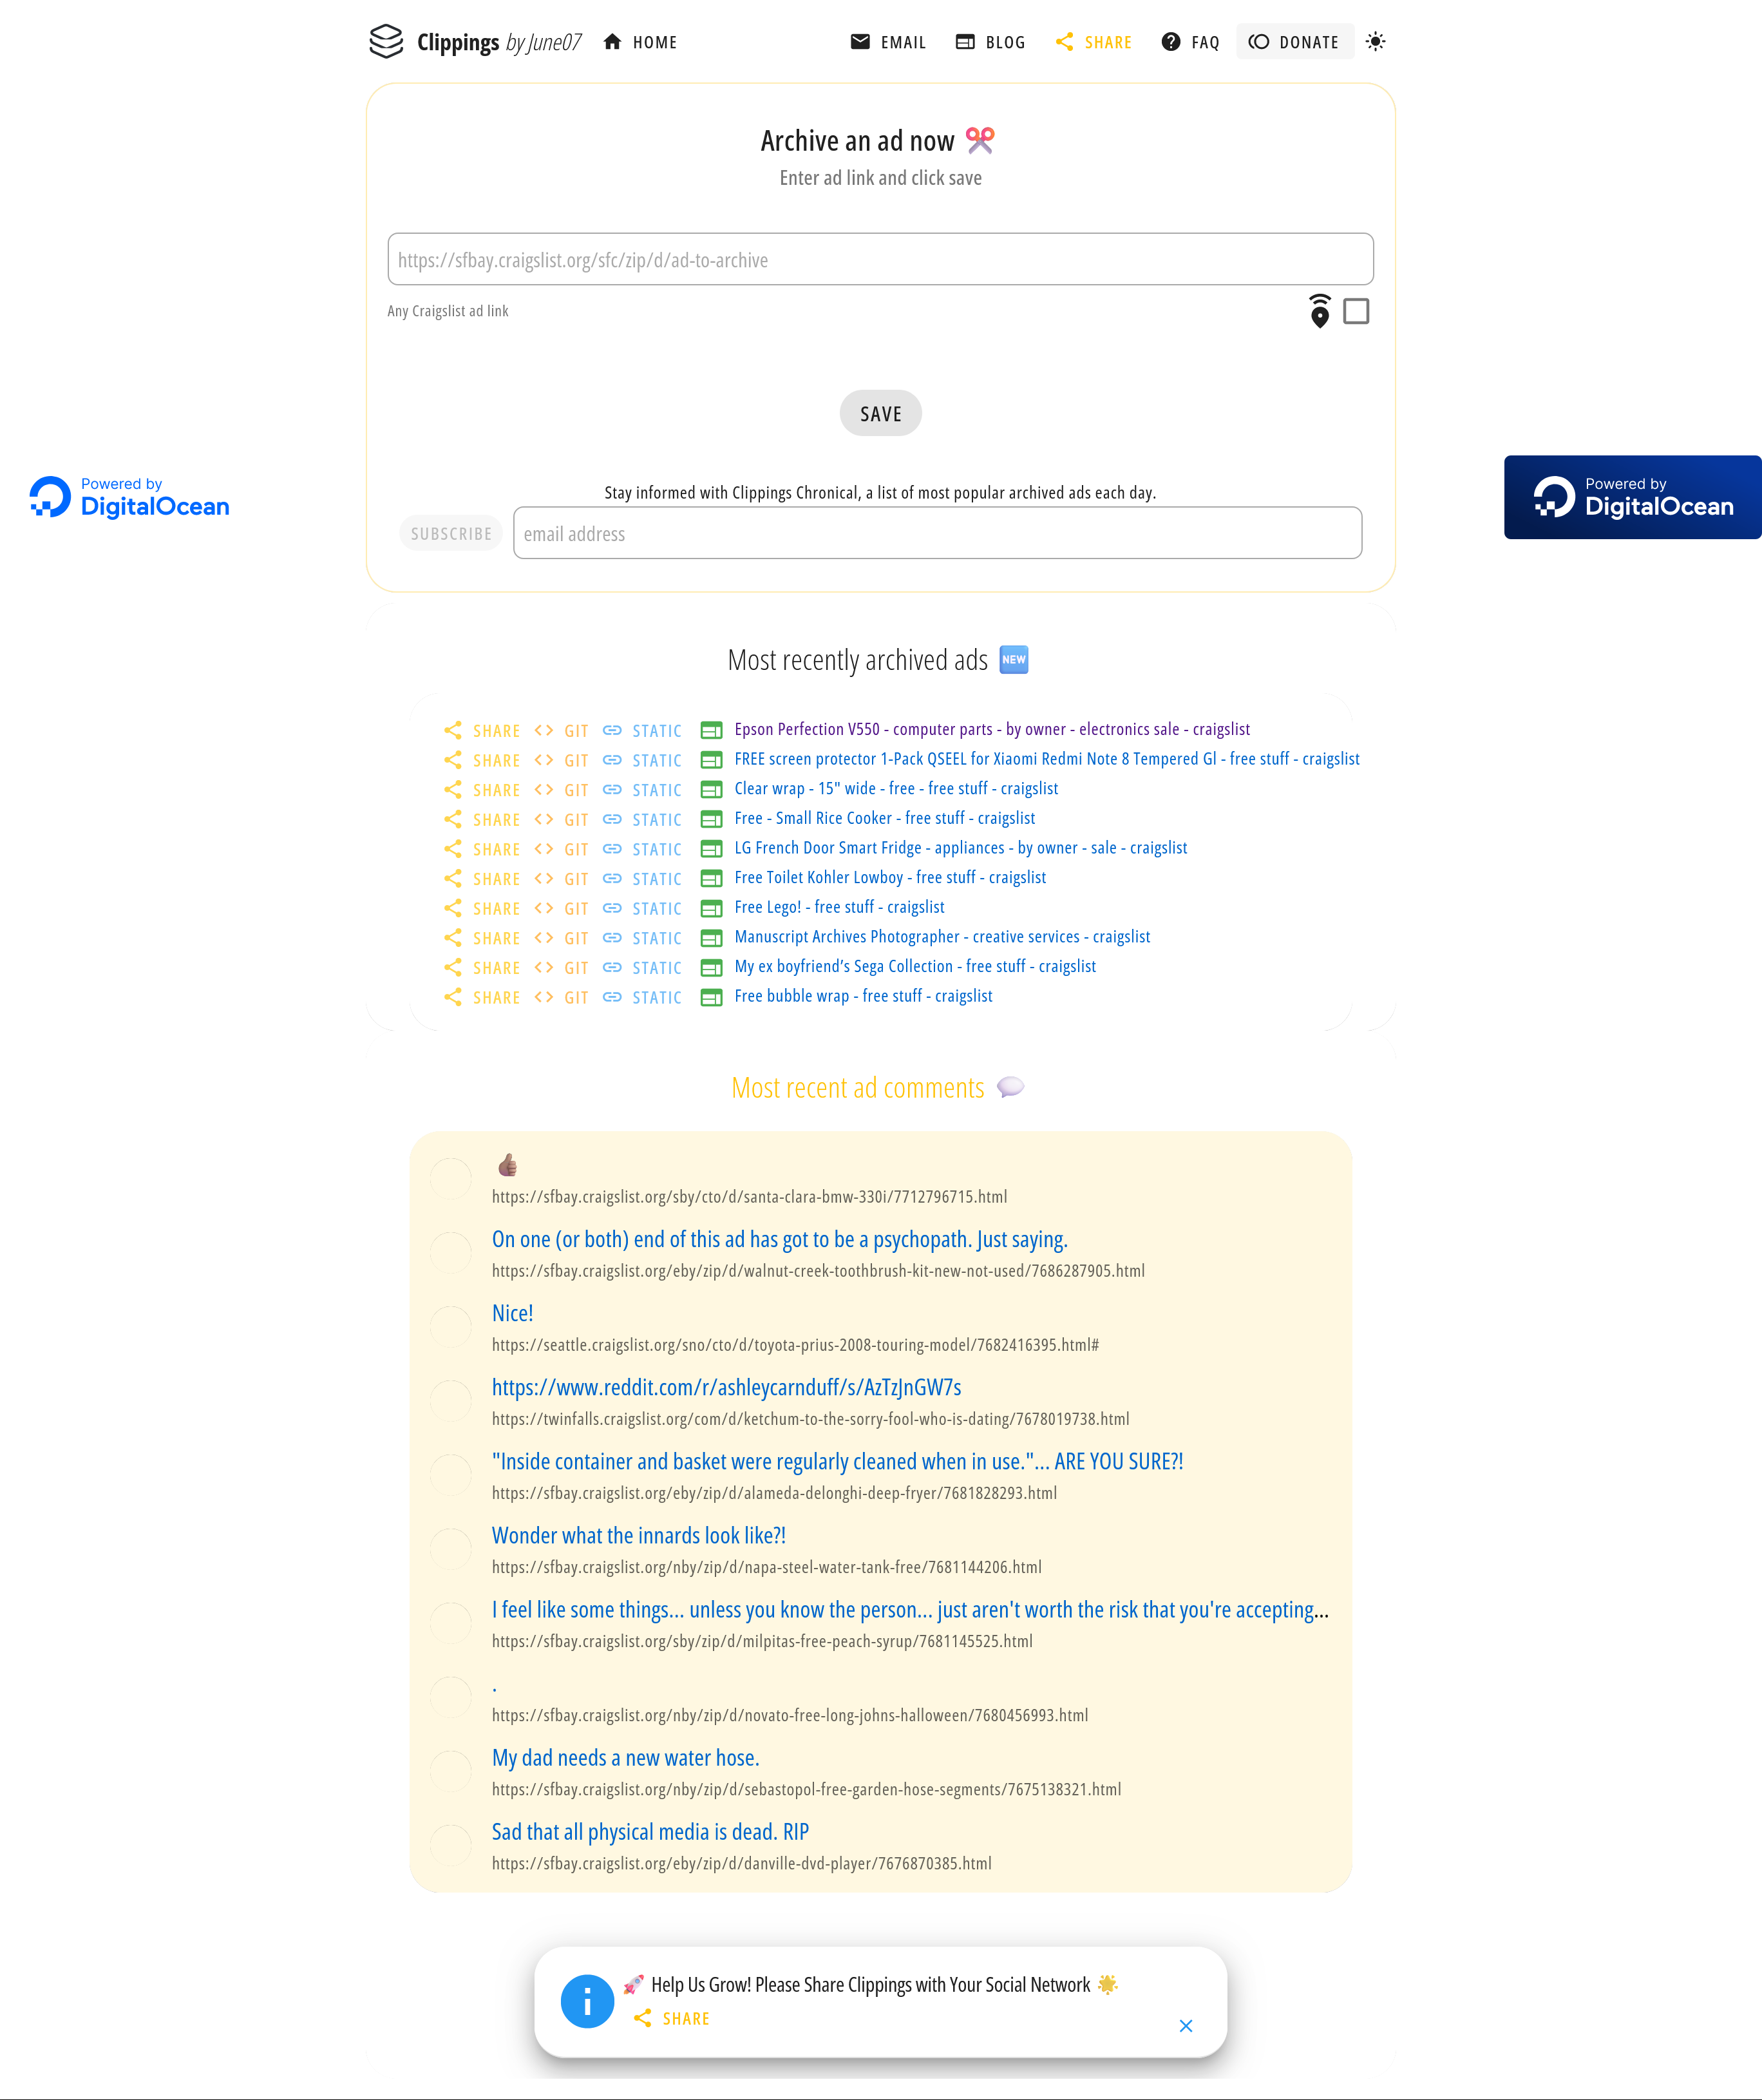 Clippings by June07 HOME EMAIL BLOG SHARE FAQ DONATE
Archive an ad now
Enter ad link and click save
https://sfbay.craigslist.org/sfc/zip/d/ad-to-archive
Any Craigslist ad link
SAVE
Powered by
DigitalOcean
Powered by
DigitalOcean
Stay informed with Clippings Chronical, a list of most popular archived ads each day.
SUBSCRIBE email address
Most recently archived ads NEW
SHARE GIT STATIC Epson Perfection V550 - computer parts - by owner - electronics sale - craigslist
SHARE GIT STATIC FREE screen protector 1-Pack QSEEL for Xiaomi Redmi Note 8 Tempered Gl - free stuff - craigslist
SHARE GIT STATIC Clear wrap - 15" wide - free - free stuff - craigslist
SHARE GIT STATIC Free - Small Rice Cooker - free stuff - craigslist
SHARE GIT STATIC LG French Door Smart Fridge - appliances - by owner - sale - craigslist
SHARE GIT STATIC Free Toilet Kohler Lowboy - free stuff - craigslist
SHARE GIT STATIC Free Lego! - free stuff - craigslist
SHARE GIT STATIC Manuscript Archives Photographer - creative services - craigslist
SHARE GIT STATIC My ex boyfriend’s Sega Collection - free stuff - craigslist
SHARE GIT STATIC Free bubble wrap - free stuff - craigslist
Most recent ad comments
👍🏽
https://sfbay.craigslist.org/sby/cto/d/santa-clara-bmw-330i/7712796715.html
On one (or both) end of this ad has got to be a psychopath. Just saying.
https://sfbay.craigslist.org/eby/zip/d/walnut-creek-toothbrush-kit-new-not-used/7686287905.html
Nice!
https://seattle.craigslist.org/sno/cto/d/toyota-prius-2008-touring-model/7682416395.html#
https://www.reddit.com/r/ashleycarnduff/s/AzTzJnGW7s
https://twinfalls.craigslist.org/com/d/ketchum-to-the-sorry-fool-who-is-dating/7678019738.html
"Inside container and basket were regularly cleaned when in use."... ARE YOU SURE?!
https://sfbay.craigslist.org/eby/zip/d/alameda-delonghi-deep-fryer/7681828293.html
Wonder what the innards look like?!
https://sfbay.craigslist.org/nby/zip/d/napa-steel-water-tank-free/7681144206.html
I feel like some things... unless you know the person... just aren't worth the risk that you're accepting...
https://sfbay.craigslist.org/sby/zip/d/milpitas-free-peach-syrup/7681145525.html
.
https://sfbay.craigslist.org/nby/zip/d/novato-free-long-johns-halloween/7680456993.html
My dad needs a new water hose.
https://sfbay.craigslist.org/nby/zip/d/sebastopol-free-garden-hose-segments/7675138321.html
Sad that all physical media is dead. RIP
https://sfbay.craigslist.org/eby/zip/d/danville-dvd-player/7676870385.html
🚀 Help Us Grow! Please Share Clippings with Your Social Network 🌟
SHARE